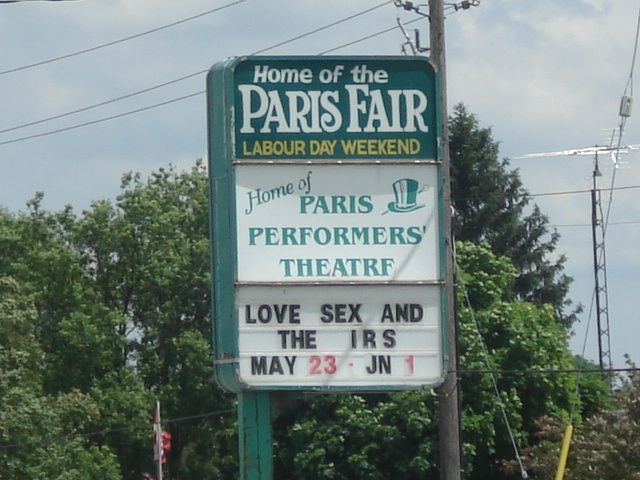 Home of the
PARIS FAIR
LABOUR DAY WEEKEND
Home of
PARIS
PERFORMERS'
THEATRE
LOVE SEX AND
THE IRS
MAY 23 - JN 1